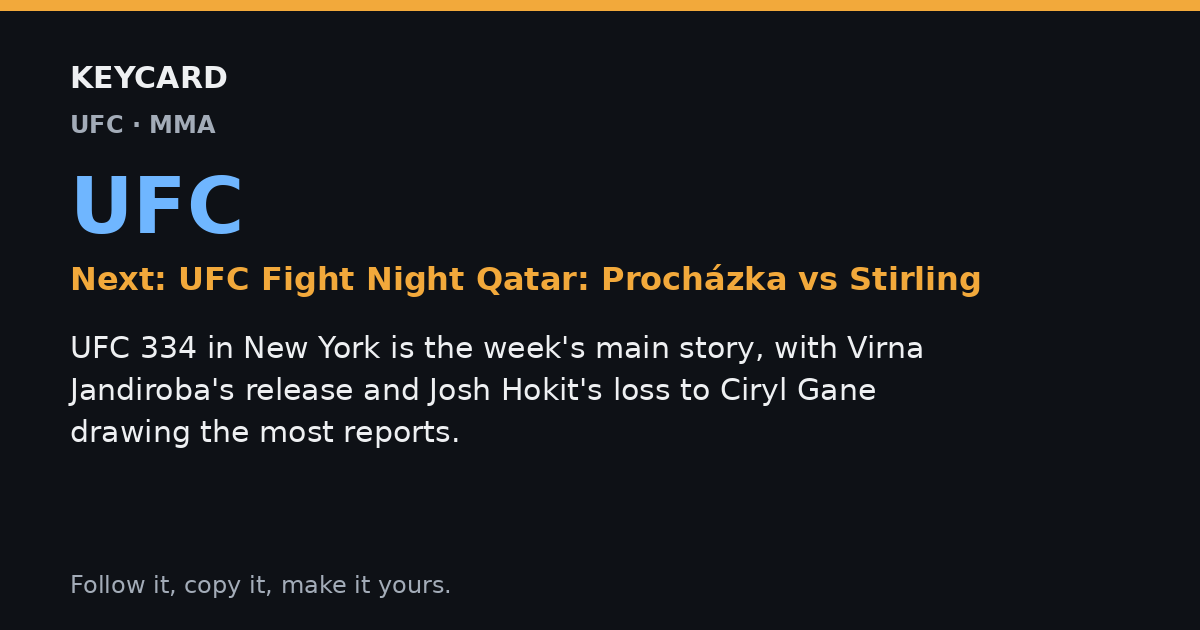 KEYCARD
UFC · MMA
UFC
Next: UFC Fight Night Qatar: Procházka vs Stirling
UFC 334 in New York is the week's main story, with Virna
Jandiroba's release and Josh Hokit's loss to Ciryl Gane
drawing the most reports.
Follow it, copy it, make it yours.